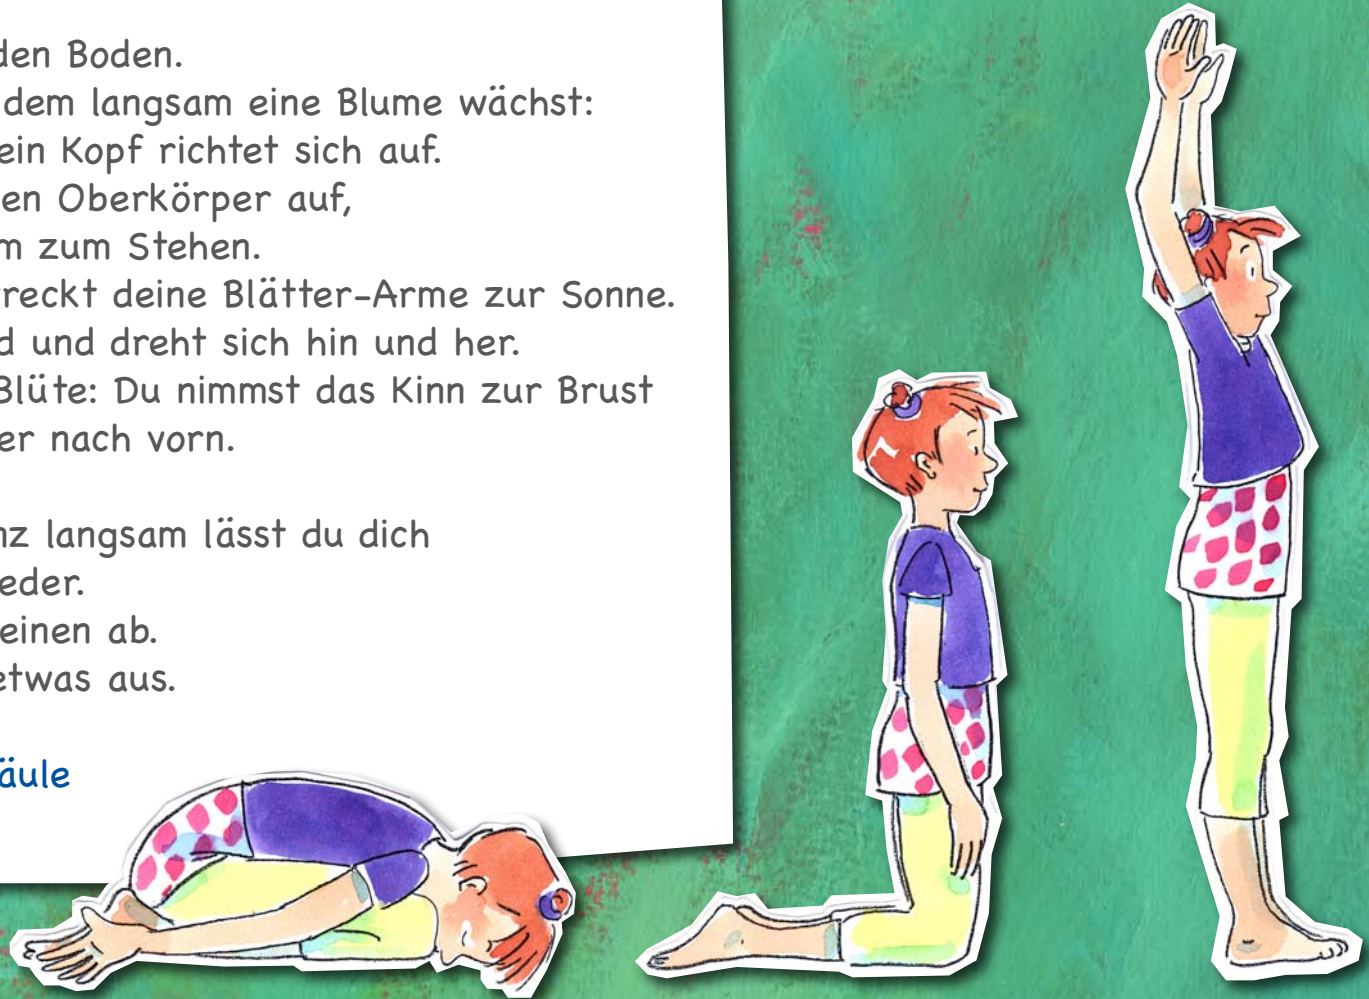 den Boden.
dem langsam eine Blume wächst:
ein Kopf richtet sich auf.
en Oberkörper auf,
m zum Stehen.
reckt deine Blätter-Arme zur Sonne.
d und dreht sich hin und her.
Blüte: Du nimmst das Kinn zur Brust
er nach vorn.
nz langsam lässt du dich
eder.
einen ab.
etwas aus.
äule